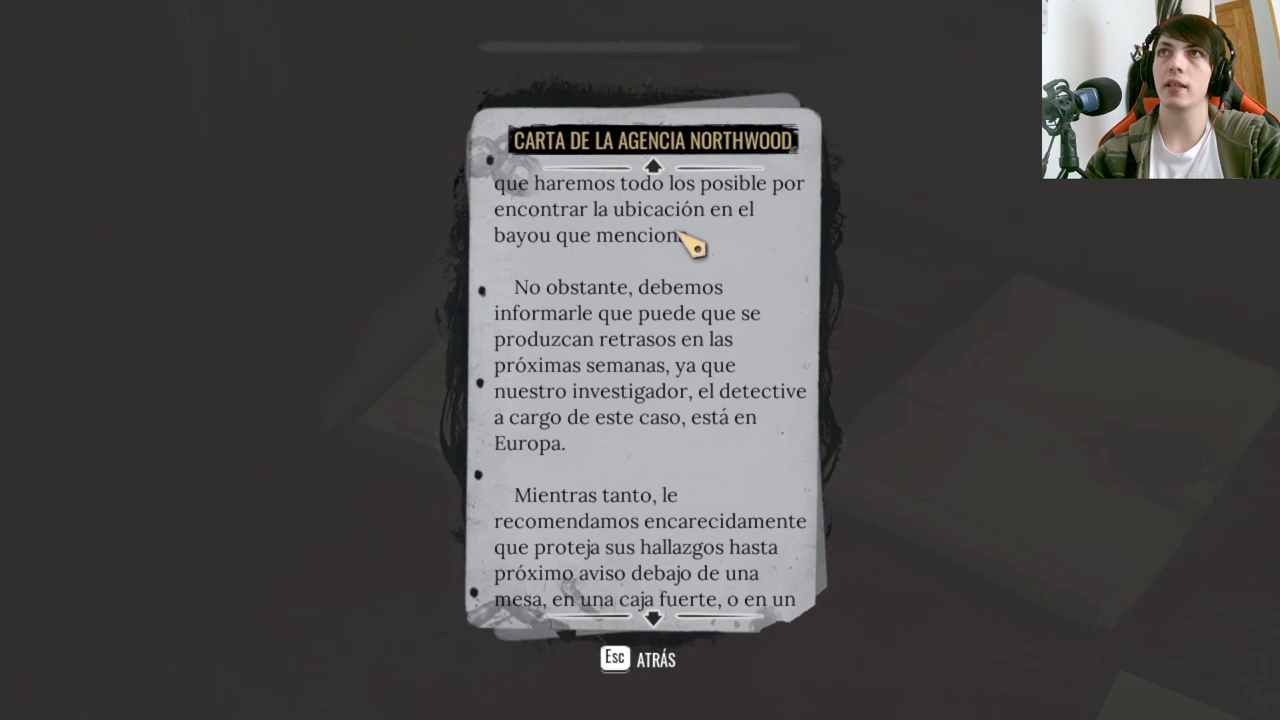 CARTA DE LA AGENCIA NORTHWOOD
que haremos todo los posible por
encontrar la ubicación en el
bayou que mencion
No obstante, debemos
informarle que puede que se
produzcan retrasos en las
próximas semanas, ya que
nuestro investigador, el detective
a cargo de este caso, está en
Europa.
Mientras tanto, le
recomendamos encarecidamente
que proteja sus hallazgos hasta
próximo aviso debajo de una
mesa, en una caja fuerte, o en un
Esc ATRÁS